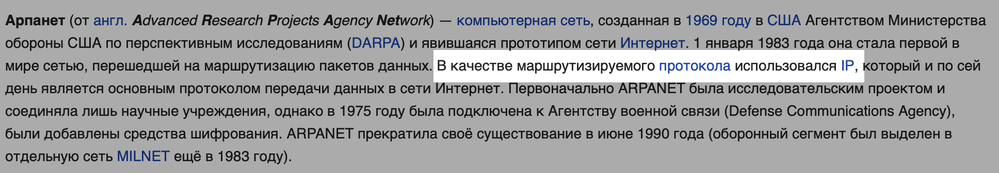 Арпанет (от англ. Advanced Research Projects Agency Network) — компьютерная сеть, созданная в 1969 году в США Агентством Министерства
обороны США по перспективным исследованиям (DARPA) и явившаяся прототипом сети Интернет. 1 января 1983 года она стала первой в
мире сетью, перешедшей на маршрутизацию пакетов данных. В качестве маршрутизируемого протокола использовался IP, который и по сей
день является основным протоколом передачи данных в сети Интернет. Первоначально ARPANET была исследовательским проектом и
соединяла лишь научные учреждения, однако в 1975 году была подключена к Агентству военной связи (Defense Communications Agency),
были добавлены средства шифрования. ARPANET прекратила своё существование в июне 1990 года (оборонный сегмент был выделен в
отдельную сеть MILNET ещё в 1983 году).